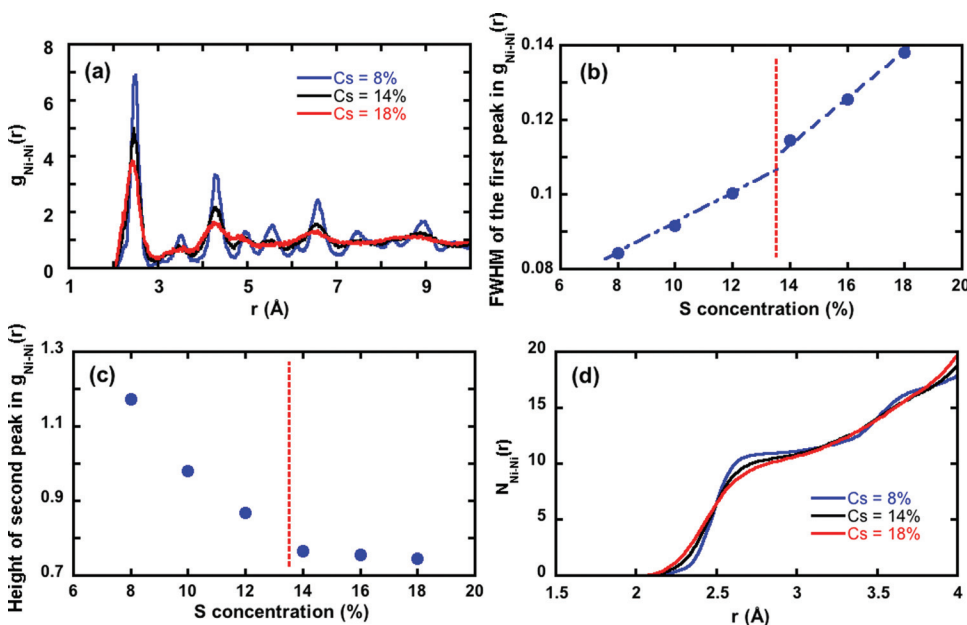 (a)
Cs = 8%
Cs = 14%
Cs = 18%
8
6
4
2
0
1
3
5
7
9
g Ni-Ni (r)
r (Å)
(b)
0.14
0.12
0.1
0.08
6
8
10
12
14
16
18
20
FWHM of the first peak in g Ni-Ni (r)
S concentration (%)
(c)
1.3
1.1
0.9
0.7
6
8
10
12
14
16
18
20
Height of second peak in g Ni-Ni (r)
S concentration (%)
(d)
Cs = 8%
Cs = 14%
Cs = 18%
20
15
10
5
0
1.5
2
2.5
3
3.5
4
N Ni-Ni (r)
r (Å)